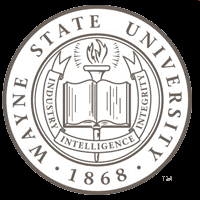 WAYNE STATE UNIVERSITY
INDUSTRY
INTELLIGENCE
INTEGRITY
· 1868 ·
TM